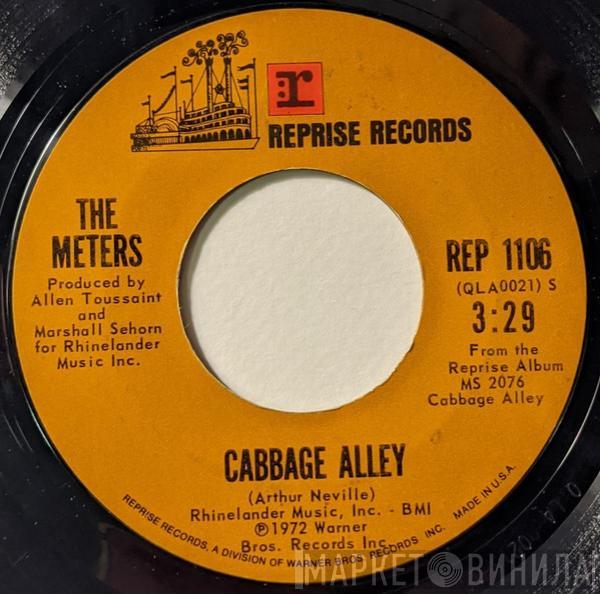 r
REPRISE RECORDS
THE
METERS
Produced by
Allen Toussaint
and
Marshall Sehorn
for Rhinelander
Music Inc.
REP 1106
(QLA0021) S
3:29
From the
Reprise Album
MS 2076
Cabbage Alley
CABBAGE ALLEY
(Arthur Neville)
Rhinelander Music, Inc. - BMI
℗1972 Warner
Bros. Records Inc.
REPRISE RECORDS, A DIVISION OF WARNER BROS. RECORDS INC. MADE IN U.S.A.
МАРКЕТ ВИНИЛА